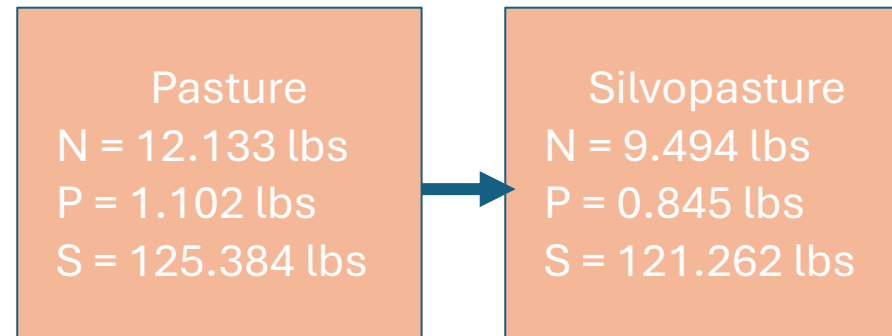 Pasture
N = 12.133 lbs
P = 1.102 lbs
S = 125.384 lbs
Silvopasture
N = 9.494 lbs
P = 0.845 lbs
S = 121.262 lbs